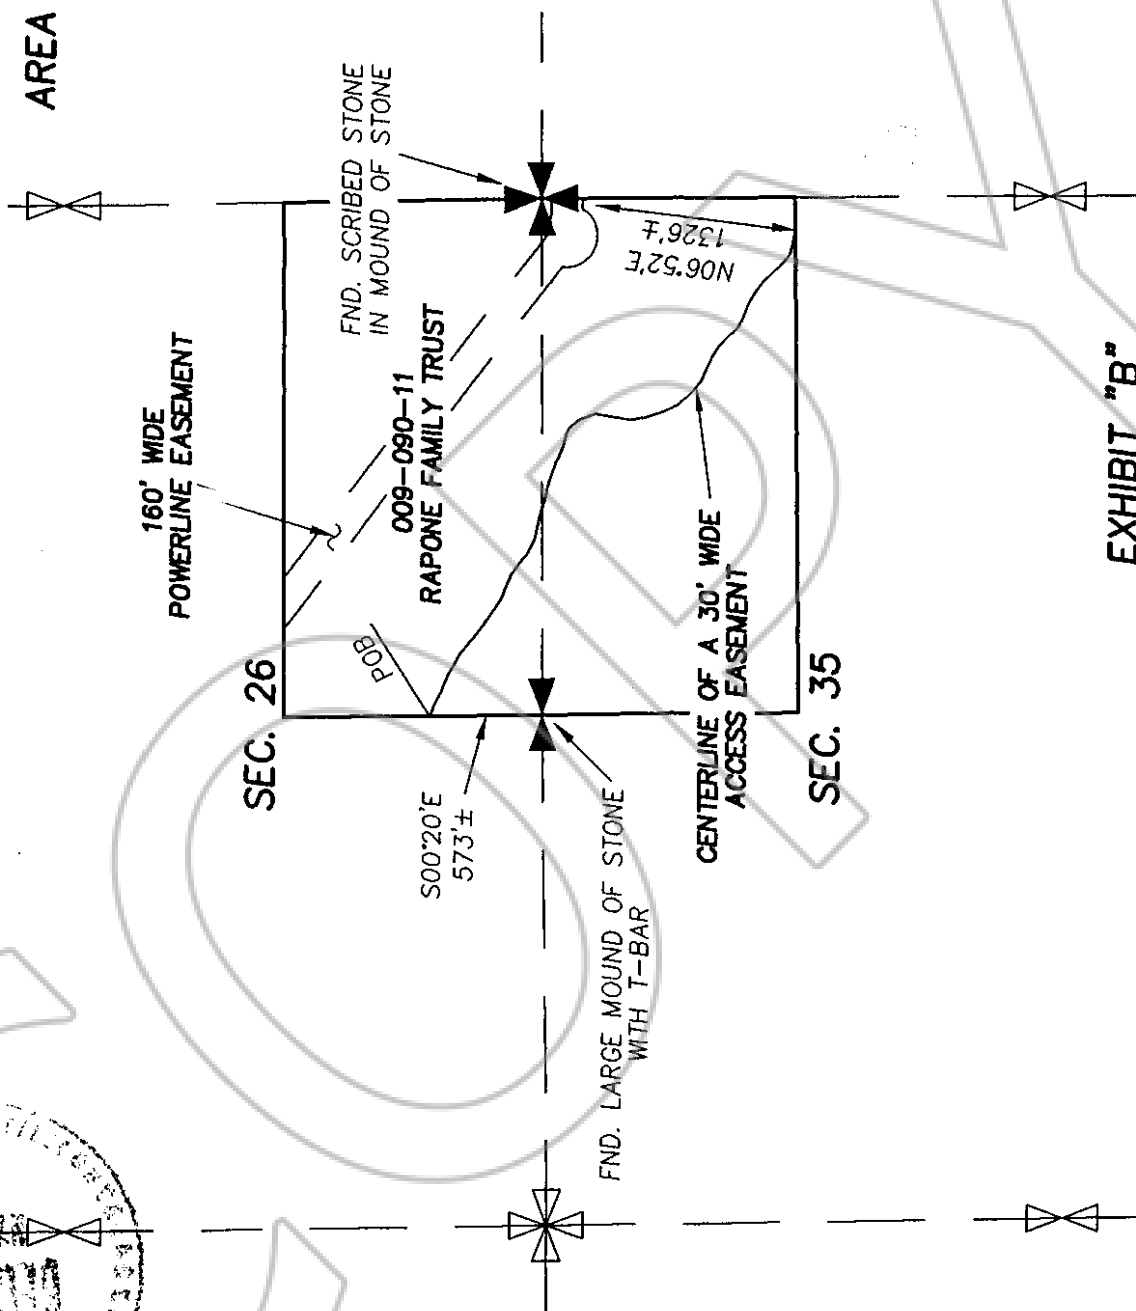 AREA
FND. SCRIBED STONE
IN MOUND OF STONE
160' WIDE
POWERLINE EASEMENT
009-090-11
RAPONE FAMILY TRUST
N06°52'E
1326'±
SEC. 26
POB
S00°20'E
573'±
CENTERLINE OF A 30' WIDE
ACCESS EASEMENT
SEC. 35
FND. LARGE MOUND OF STONE
WITH T-BAR
EXHIBIT "B"
COPY